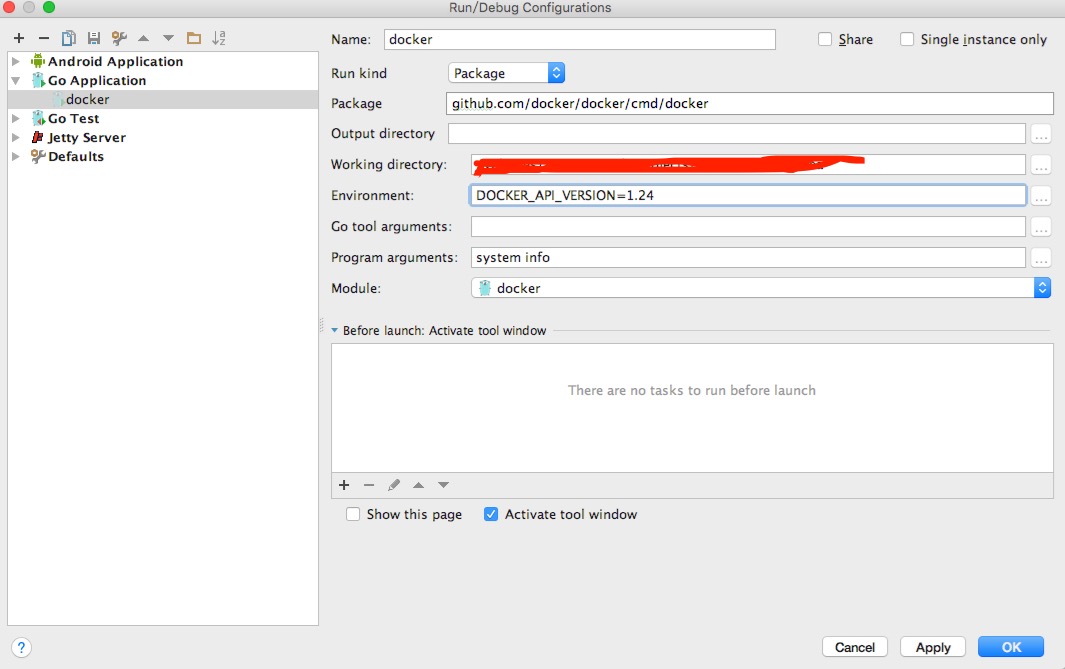 Run/Debug Configurations
Name: docker
Share
Single instance only
Android Application
Go Application
docker
Go Test
Jetty Server
Defaults
Run kind Package
Package github.com/docker/docker/cmd/docker
Output directory
...
Working directory:
...
Environment: DOCKER_API_VERSION=1.24
...
Go tool arguments:
...
Program arguments: system info
...
Module: docker
Before launch: Activate tool window
There are no tasks to run before launch
Show this page
Activate tool window
?
Cancel
Apply
OK